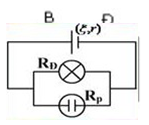 B Đ
(ξ,r)
R_D
R_p